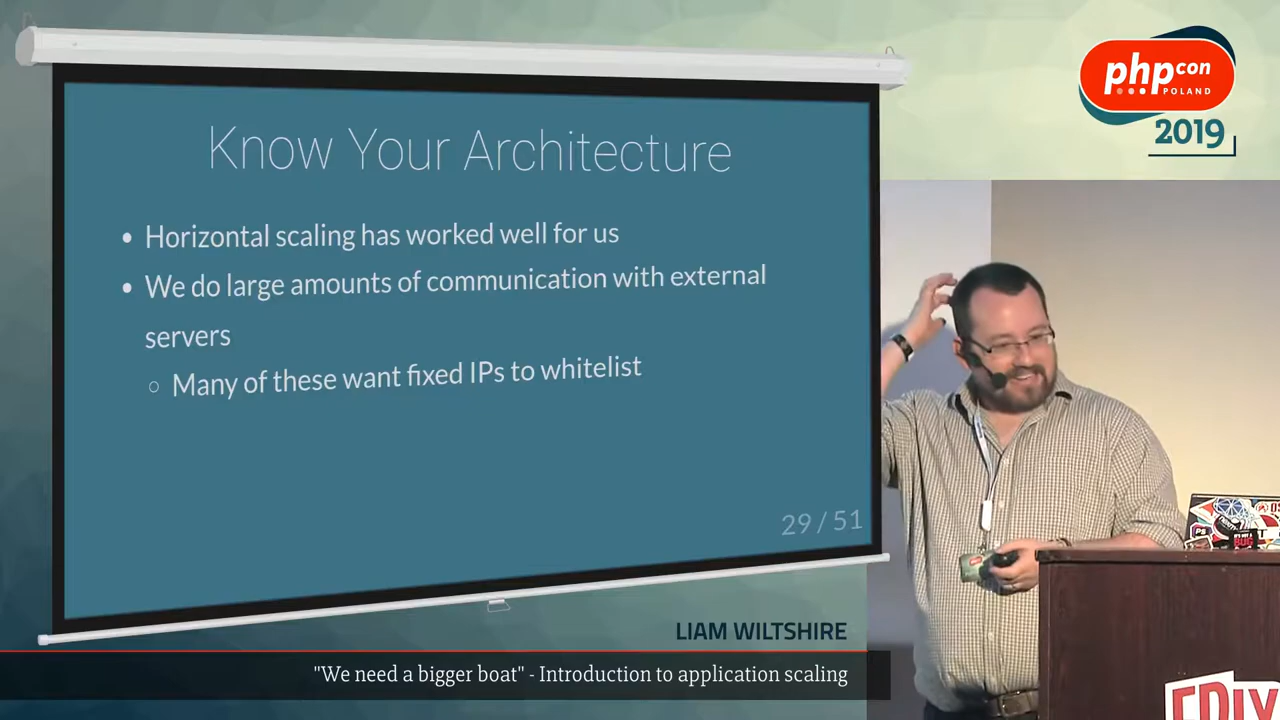 php con
POLAND
2019
Know Your Architecture
• Horizontal scaling has worked well for us
• We do large amounts of communication with external
servers
○ Many of these want fixed IPs to whitelist
29 / 51
LIAM WILTSHIRE
"We need a bigger boat" - Introduction to application scaling